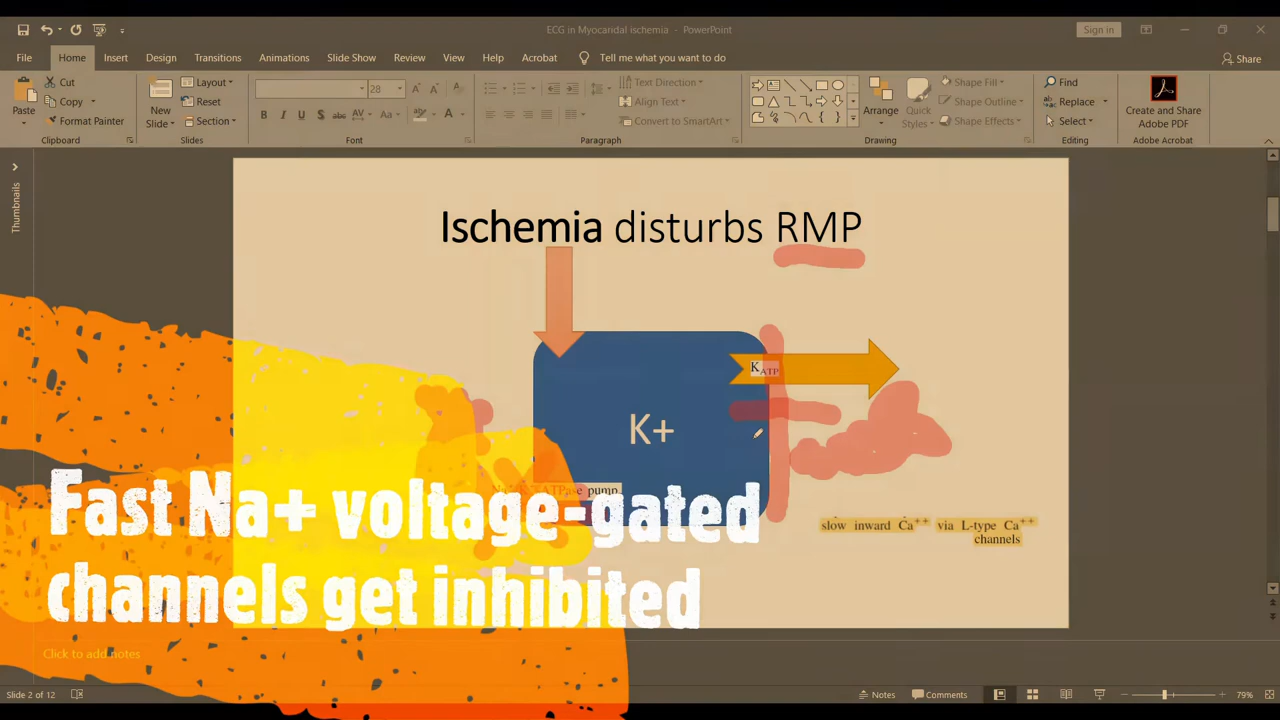 ECG in Myocaridal ischemia - PowerPoint
Sign in
File Home Insert Design Transitions Animations Slide Show Review View Help Acrobat Tell me what you want to do Share
Paste
Cut
Copy
Format Painter
Clipboard
New Slide
Layout
Reset
Section
Slides
28
Font
Text Direction
Align Text
Convert to SmartArt
Paragraph
Arrange
Quick Styles
Shape Fill
Shape Outline
Shape Effects
Drawing
Find
Replace
Select
Editing
Create and Share Adobe PDF
Adobe Acrobat
Thumbnails
Ischemia disturbs RMP
KATP
K+
ATPase pump
slow inward Ca++ via L-type Ca++
channels
Fast Na+ voltage-gated
channels get inhibited
Click to add notes
Slide 2 of 12
Notes Comments 79%